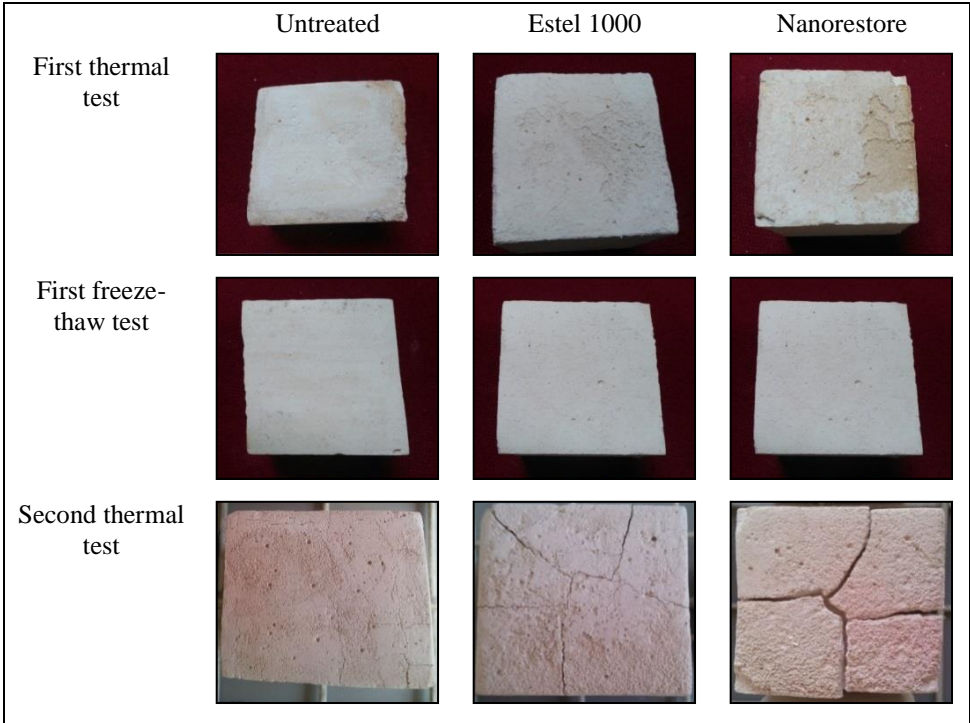 Untreated Estel 1000 Nanorestore
First thermal
test
First freeze-
thaw test
Second thermal
test